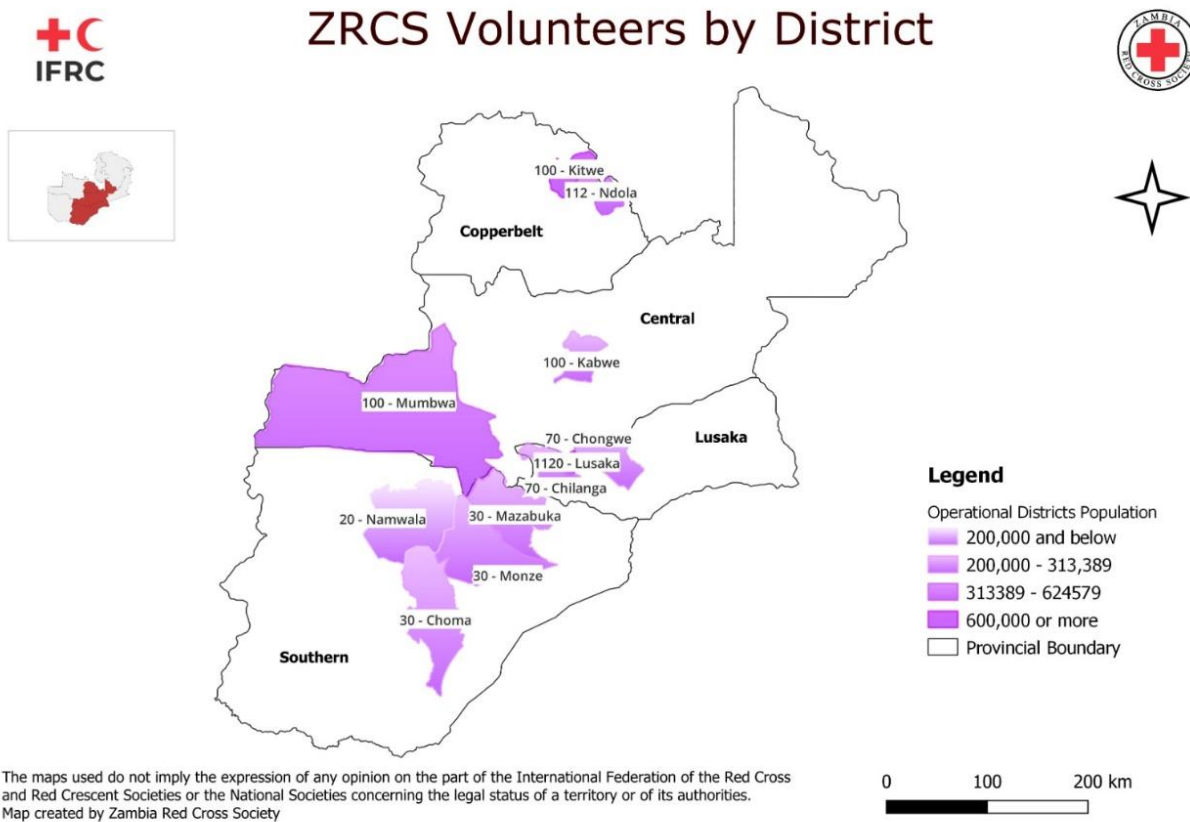 ZRCS Volunteers by District
IFRC
ZAMBIA
RED CROSS SOCIETY
100 - Kitwe
112 - Ndola
Copperbelt
Central
100 - Kabwe
100 - Mumbwa
70 - Chongwe
Lusaka
1120 - Lusaka
70 - Chilanga
20 - Namwala
30 - Mazabuka
30 - Monze
30 - Choma
Southern
Legend
Operational Districts Population
200,000 and below
200,000 - 313,389
313389 - 624579
600,000 or more
Provincial Boundary
The maps used do not imply the expression of any opinion on the part of the International Federation of the Red Cross
and Red Crescent Societies or the National Societies concerning the legal status of a territory or of its authorities.
Map created by Zambia Red Cross Society
0 100 200 km